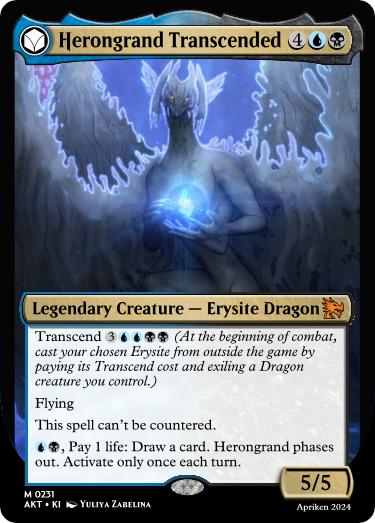 Herongrand Transcended 4
Legendary Creature — Erysite Dragon
Transcend 3 (At the beginning of combat,
cast your chosen Erysite from outside the game by
paying its Transcend cost and exiling a Dragon
creature you control.)
Flying
This spell can't be countered.
, Pay 1 life: Draw a card. Herongrand phases
out. Activate only once each turn.
5/5
M 0231
AKT • KI Yuliya Zabelina
Apriken 2024